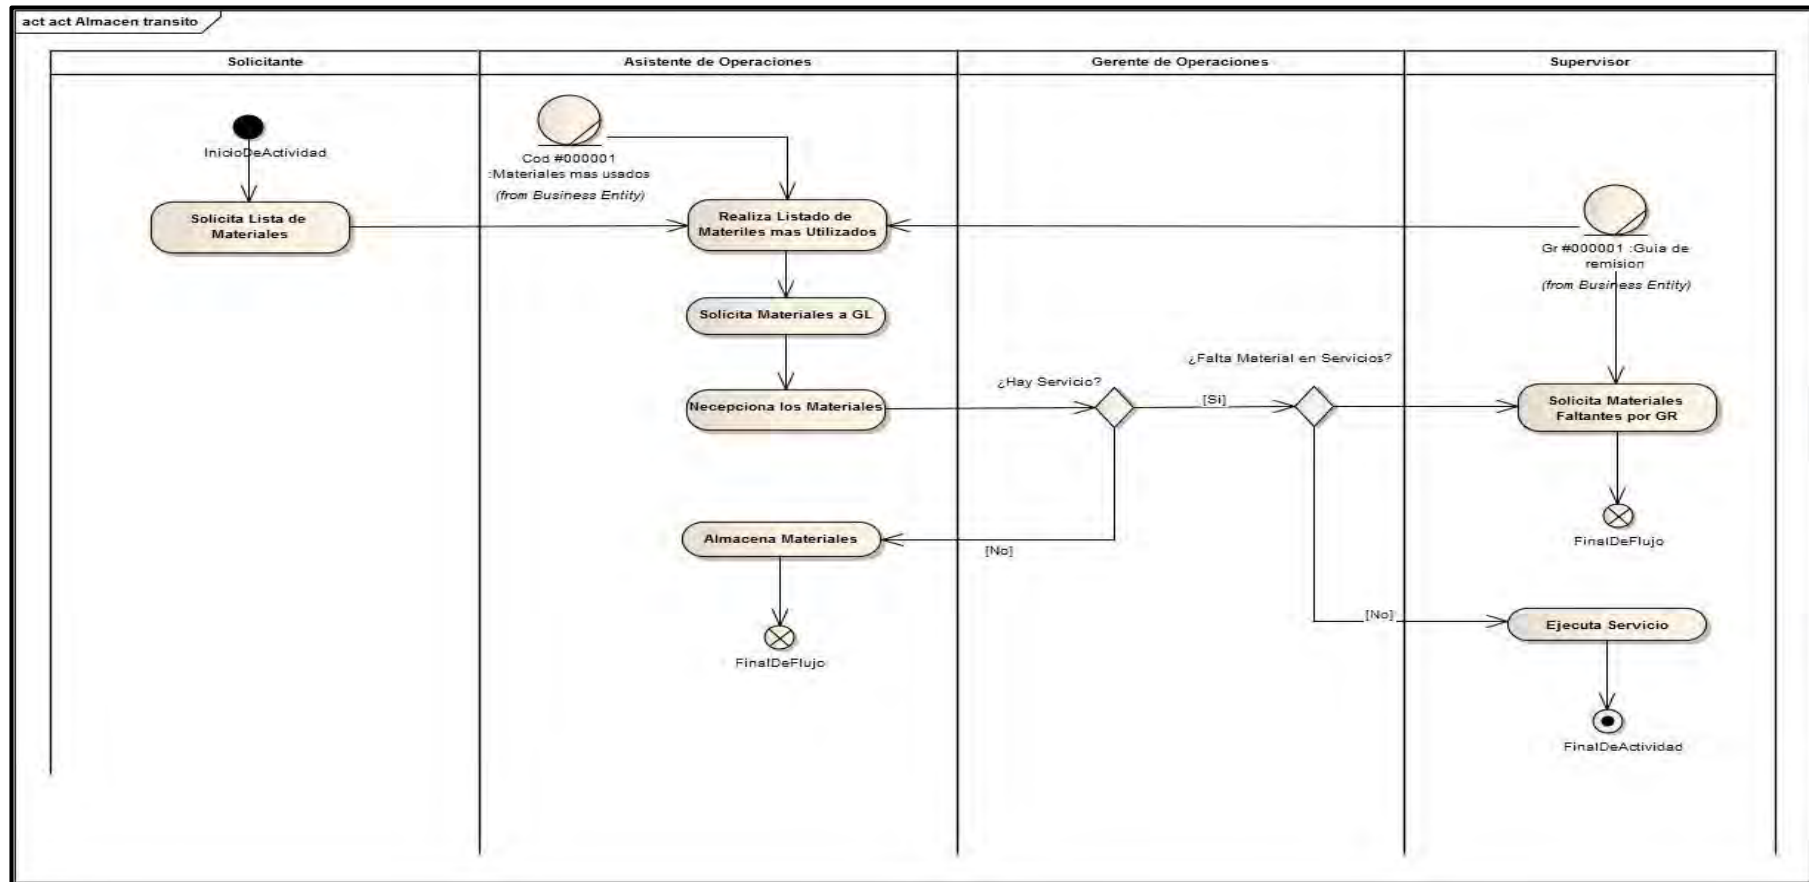 act act Almacen transito
Solicitante
Asistente de Operaciones
Gerente de Operaciones
Supervisor
InicioDeActividad
Cod #000001
:Materiales mas usados
(from Business Entity)
Solicita Lista de
Materiales
Realiza Listado de
Materiles mas Utilizados
Gr #000001 :Guia de
remision
(from Business Entity)
Solicita Materiales a GL
¿Falta Material en Servicios?
¿Hay Servicio?
Necepciona los Materiales
[Si]
Solicita Materiales
Faltantes por GR
Almacena Materiales
[No]
FinalDeFlujo
[No]
Ejecuta Servicio
FinalDeFlujo
FinalDeActividad